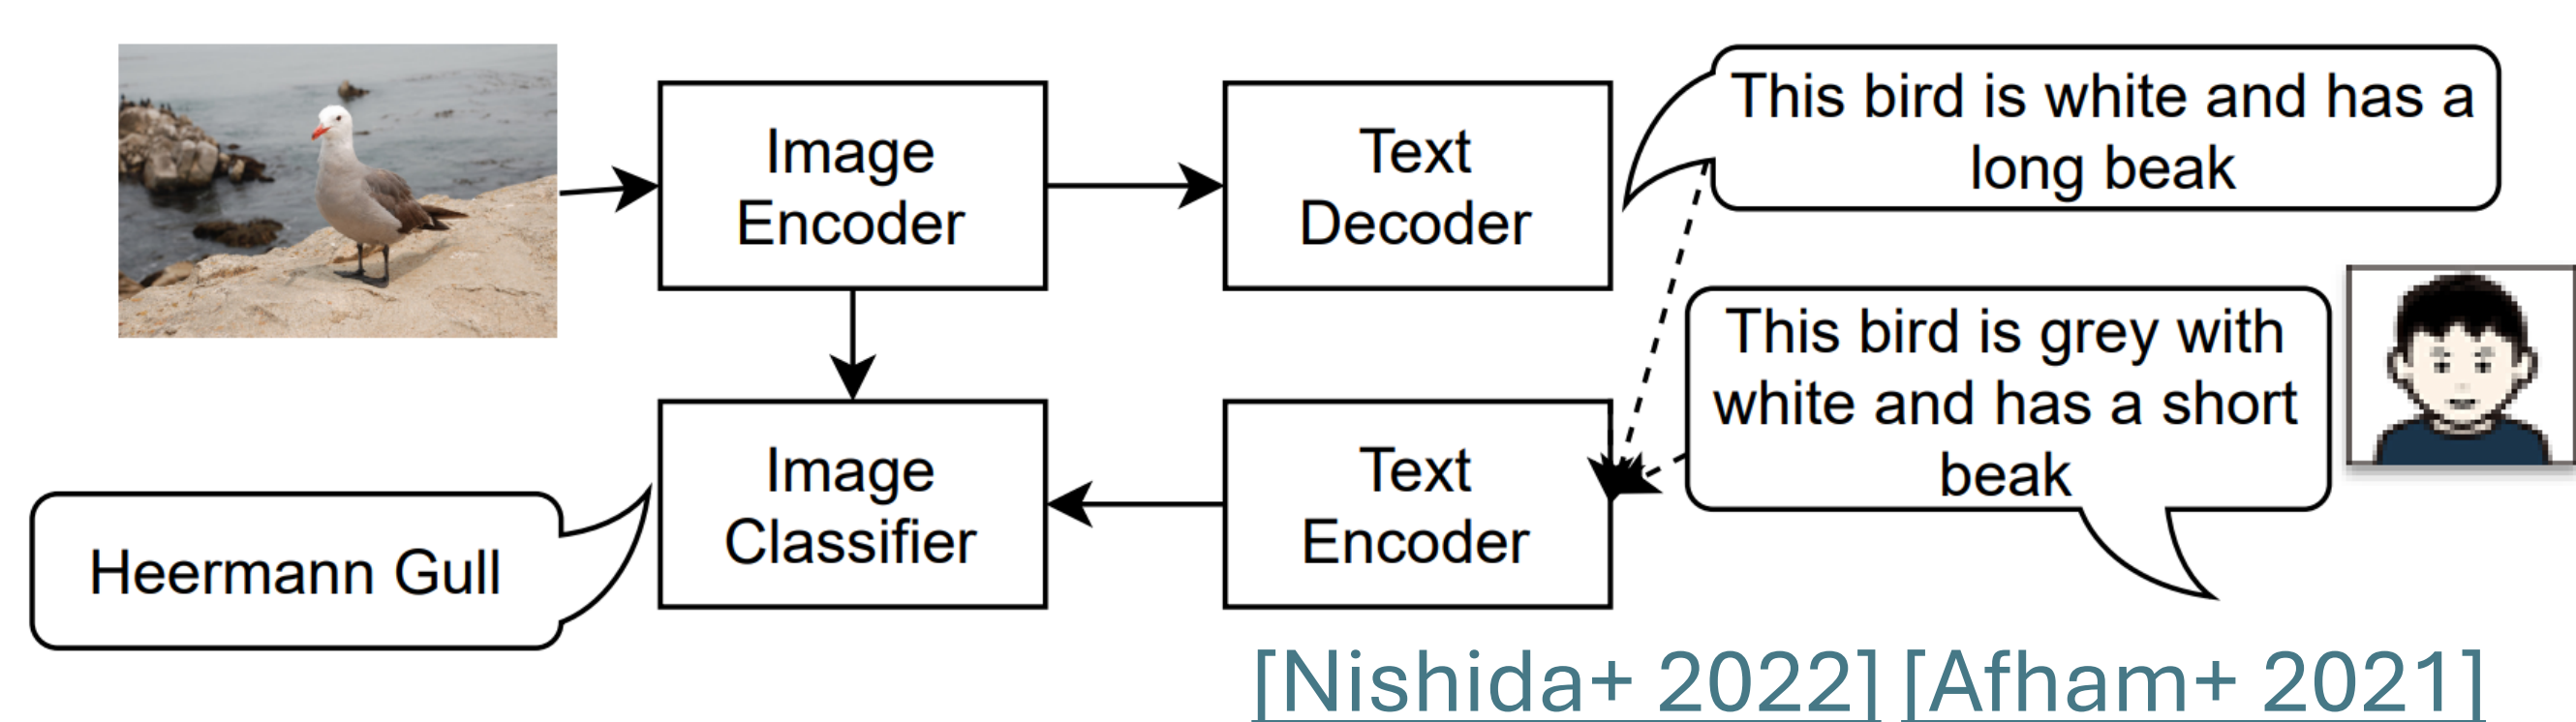 Image
Encoder
Text
Decoder
This bird is white and has a
long beak
This bird is grey with
white and has a short
beak
Image
Classifier
Text
Encoder
Heermann Gull
[Nishida+ 2022] [Afham+ 2021]